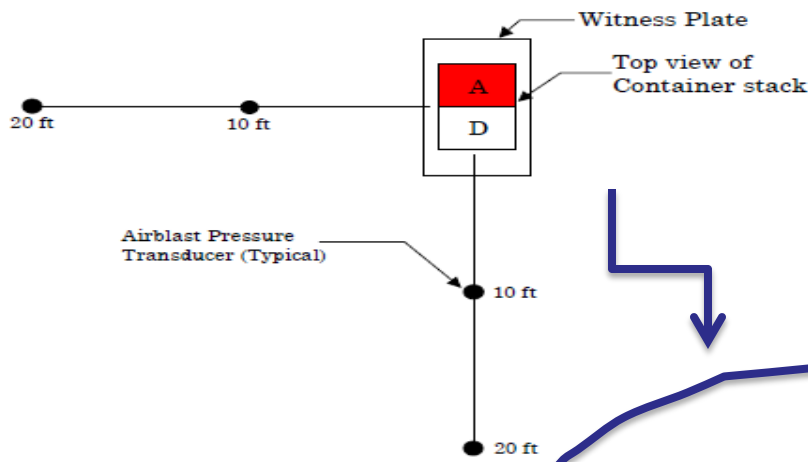 Witness Plate
Top view of
Container stack
A
20 ft
10 ft
D
Airblast Pressure
Transducer (Typical)
10 ft
20 ft